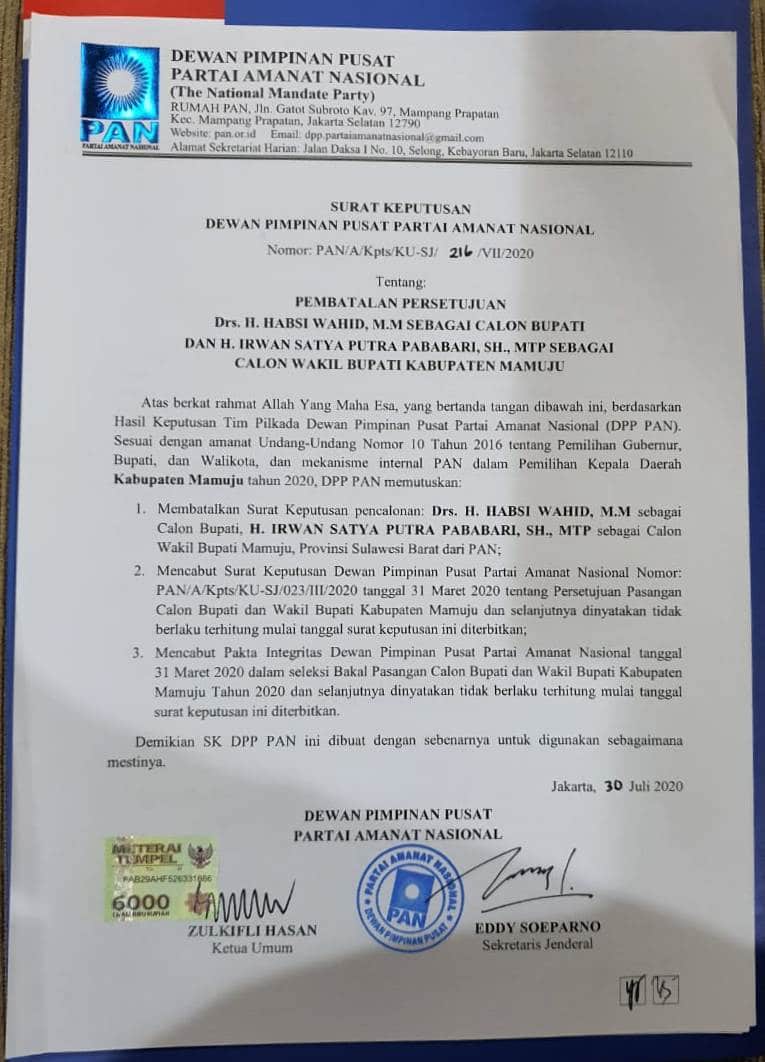 PAN
PARTAI AMANAT NASIONAL
DEWAN PIMPINAN PUSAT
PARTAI AMANAT NASIONAL
(The National Mandate Party)
RUMAH PAN, Jln. Gatot Subroto Kav. 97, Mampang Prapatan
Kec. Mampang Prapatan, Jakarta Selatan 12790
Website: pan.or.id Email: dpp.partaiamanatnasional@gmail.com
Alamat Sekretariat Harian: Jalan Daksa I No. 10, Selong, Kebayoran Baru, Jakarta Selatan 12110
SURAT KEPUTUSAN
DEWAN PIMPINAN PUSAT PARTAI AMANAT NASIONAL
Nomor: PAN/A/Kpts/KU-SJ/ 216 /VII/2020
Tentang:
PEMBATALAN PERSETUJUAN
Drs. H. HABSI WAHID, M.M SEBAGAI CALON BUPATI
DAN H. IRWAN SATYA PUTRA PABABARI, SH., MTP SEBAGAI
CALON WAKIL BUPATI KABUPATEN MAMUJU
Atas berkat rahmat Allah Yang Maha Esa, yang bertanda tangan dibawah ini, berdasarkan
Hasil Keputusan Tim Pilkada Dewan Pimpinan Pusat Partai Amanat Nasional (DPP PAN).
Sesuai dengan amanat Undang-Undang Nomor 10 Tahun 2016 tentang Pemilihan Gubernur,
Bupati, dan Walikota, dan mekanisme internal PAN dalam Pemilihan Kepala Daerah
Kabupaten Mamuju tahun 2020, DPP PAN memutuskan:
1. Membatalkan Surat Keputusan pencalonan: Drs. H. HABSI WAHID, M.M sebagai
Calon Bupati, H. IRWAN SATYA PUTRA PABABARI, SH., MTP sebagai Calon
Wakil Bupati Mamuju, Provinsi Sulawesi Barat dari PAN;
2. Mencabut Surat Keputusan Dewan Pimpinan Pusat Partai Amanat Nasional Nomor:
PAN/A/Kpts/KU-SJ/023/III/2020 tanggal 31 Maret 2020 tentang Persetujuan Pasangan
Calon Bupati dan Wakil Bupati Kabupaten Mamuju dan selanjutnya dinyatakan tidak
berlaku terhitung mulai tanggal surat keputusan ini diterbitkan;
3. Mencabut Pakta Integritas Dewan Pimpinan Pusat Partai Amanat Nasional tanggal
31 Maret 2020 dalam seleksi Bakal Pasangan Calon Bupati dan Wakil Bupati Kabupaten
Mamuju Tahun 2020 dan selanjutnya dinyatakan tidak berlaku terhitung mulai tanggal
surat keputusan ini diterbitkan.
Demikian SK DPP PAN ini dibuat dengan sebenarnya untuk digunakan sebagaimana
mestinya.
Jakarta, 30 Juli 2020
DEWAN PIMPINAN PUSAT
PARTAI AMANAT NASIONAL
METERAI
TEMPEL
6000
ENAM RIBU RUPIAH
PARTAI AMANAT NASIONAL
PAN
DEWAN PIMPINAN PUSAT
ZULKIFLI HASAN
Ketua Umum
EDDY SOEPARNO
Sekretaris Jenderal